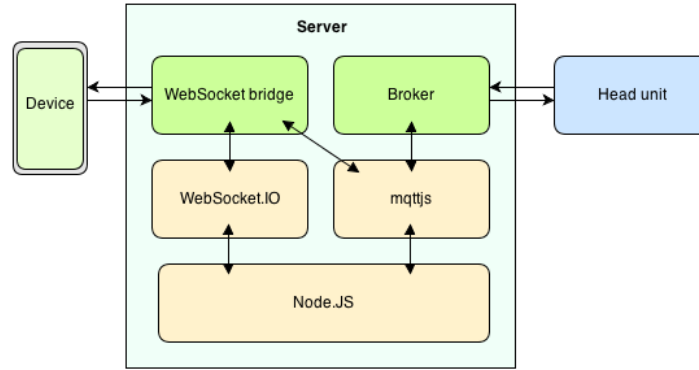 Server
Device
WebSocket bridge
Broker
Head unit
WebSocket.IO
mqttjs
Node.JS